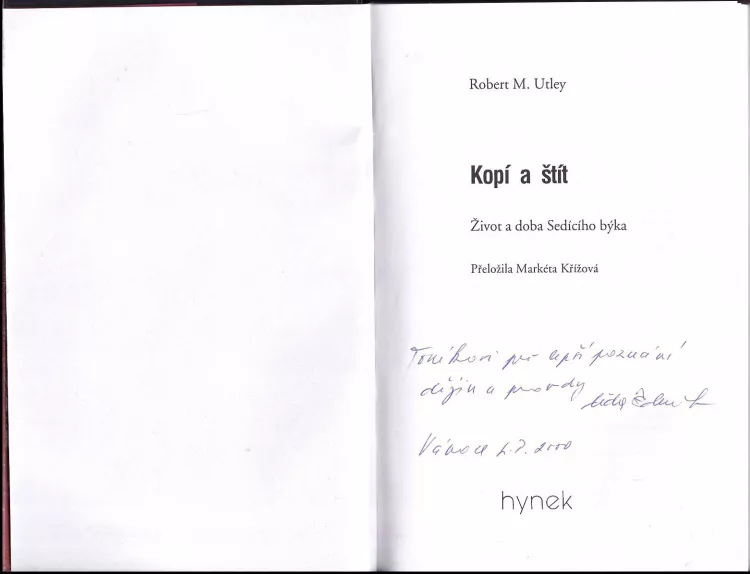 Robert M. Utley
Kopí a štít
Život a doba Sedícího býka
Přeložila Markéta Křížová
Toníkovi pro lepší poznání
dějin a pravdy
Vánoce L.P. 2000
hynek